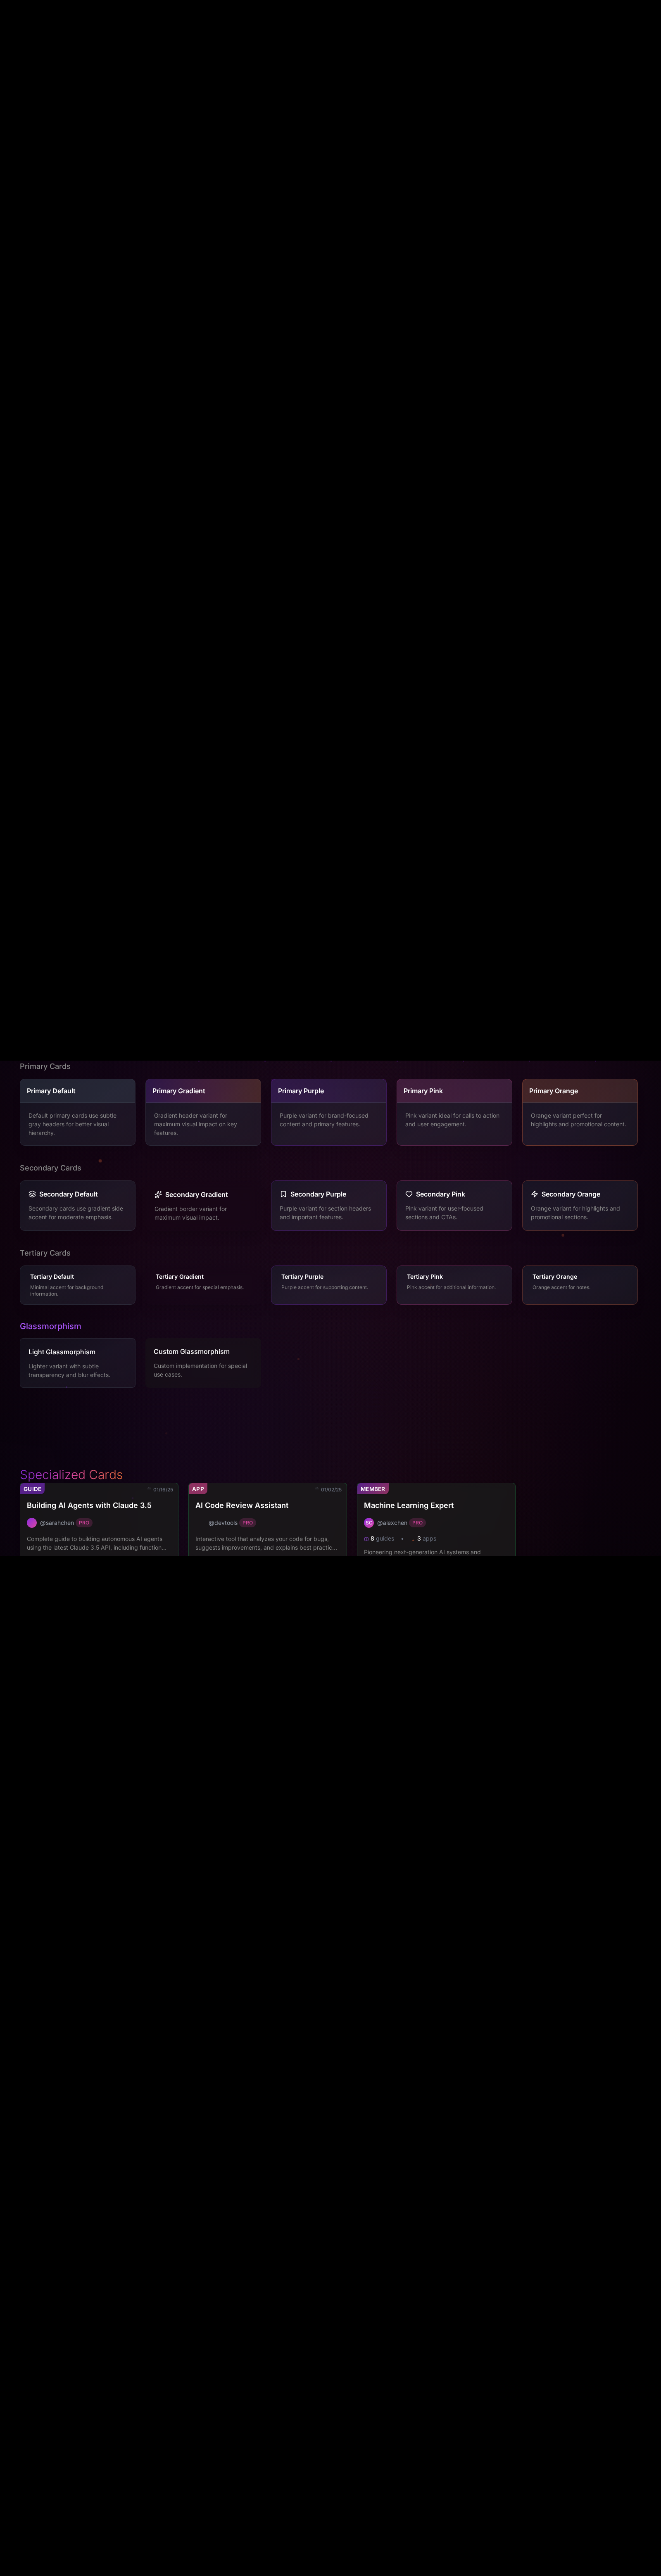 Primary Cards
Primary Default
Default primary cards use subtle
gray headers for better visual
hierarchy.
Primary Gradient
Gradient header variant for
maximum visual impact on key
features.
Primary Purple
Purple variant for brand-focused
content and primary features.
Primary Pink
Pink variant ideal for calls to action
and user engagement.
Primary Orange
Orange variant perfect for
highlights and promotional content.
Secondary Cards
Secondary Default
Secondary cards use gradient side
accent for moderate emphasis.
Secondary Gradient
Gradient border variant for
maximum visual impact.
Secondary Purple
Purple variant for section headers
and important features.
Secondary Pink
Pink variant for user-focused
sections and CTAs.
Secondary Orange
Orange variant for highlights and
promotional sections.
Tertiary Cards
Tertiary Default
Minimal accent for background
information.
Tertiary Gradient
Gradient accent for special emphasis.
Tertiary Purple
Purple accent for supporting content.
Tertiary Pink
Pink accent for additional information.
Tertiary Orange
Orange accent for notes.
Glassmorphism
Light Glassmorphism
Lighter variant with subtle
transparency and blur effects.
Custom Glassmorphism
Custom implementation for special
use cases.
Specialized Cards
GUIDE
01/16/25
Building AI Agents with Claude 3.5
@sarahchen PRO
Complete guide to building autonomous AI agents
using the latest Claude 3.5 API, including function...
APP
01/02/25
AI Code Review Assistant
@devtools PRO
Interactive tool that analyzes your code for bugs,
suggests improvements, and explains best practic...
MEMBER
Machine Learning Expert
SC @alexchen PRO
8 guides • 3 apps
Pioneering next-generation AI systems and